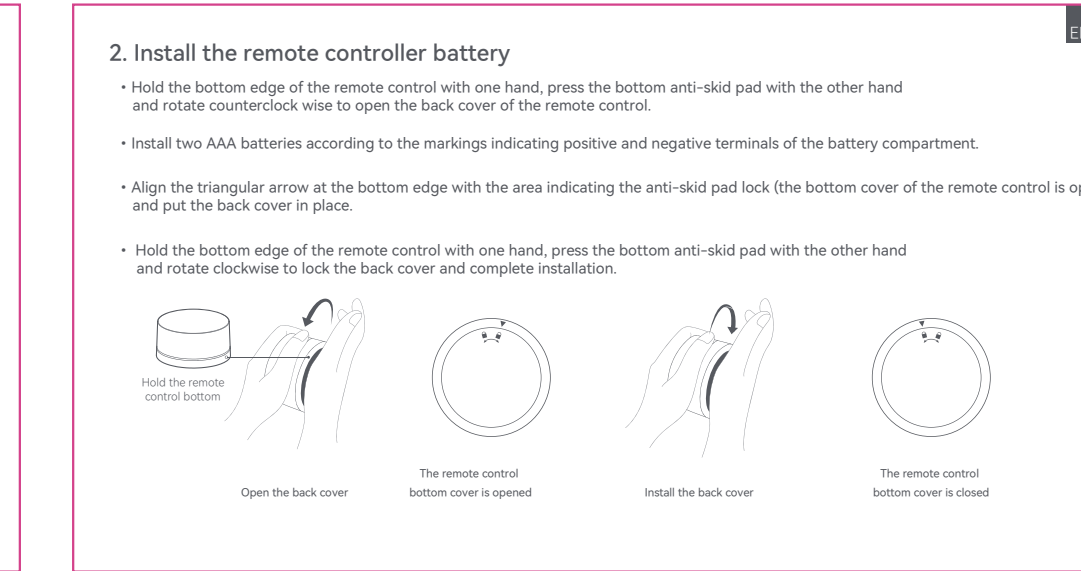 2. Install the remote controller battery
• Hold the bottom edge of the remote control with one hand, press the bottom anti-skid pad with the other hand
and rotate counterclock wise to open the back cover of the remote control.
• Install two AAA batteries according to the markings indicating positive and negative terminals of the battery compartment.
• Align the triangular arrow at the bottom edge with the area indicating the anti-skid pad lock (the bottom cover of the remote control is
and put the back cover in place.
• Hold the bottom edge of the remote control with one hand, press the bottom anti-skid pad with the other hand
and rotate clockwise to lock the back cover and complete installation.
Hold the remote
control bottom
Open the back cover
The remote control
bottom cover is opened
Install the back cover
The remote control
bottom cover is closed